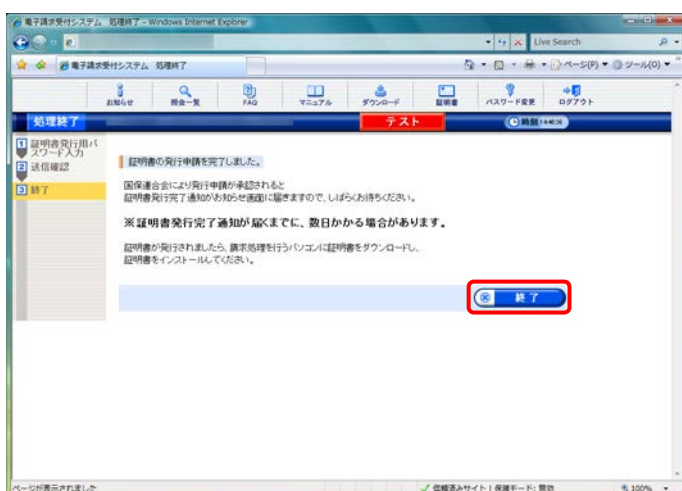 電子請求受付システム 処理終了 - Windows Internet Explorer
Live Search
電子請求受付システム 処理終了
ページ(P) ツール(O)
お知らせ 照会一覧 FAQ マニュアル ダウンロード 証明書 パスワード変更 ログアウト
処理終了 テスト 時刻
1 証明書発行用パスワード入力
2 送信確認
3 終了
証明書の発行申請を完了しました。
国保連合会により発行申請が承認されると
証明書発行完了通知がお知らせ画面に届きますので、しばらくお待ちください。
※証明書発行完了通知が届くまでに、数日かかる場合があります。
証明書が発行されましたら、請求処理を行うパソコンに証明書をダウンロードし、
証明書をインストールしてください。
終了
ページが表示されました 信頼済みサイト | 保護モード: 無効 100%